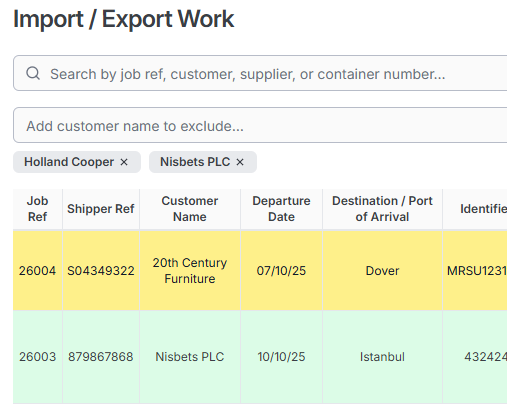 Import / Export Work
Search by job ref, customer, supplier, or container number...
Add customer name to exclude...
Holland Cooper ×
Nisbets PLC ×
Job Ref
Shipper Ref
Customer Name
Departure Date
Destination / Port of Arrival
Identifie
26004
S04349322
20th Century Furniture
07/10/25
Dover
MRSU1231
26003
879867868
Nisbets PLC
10/10/25
Istanbul
432424